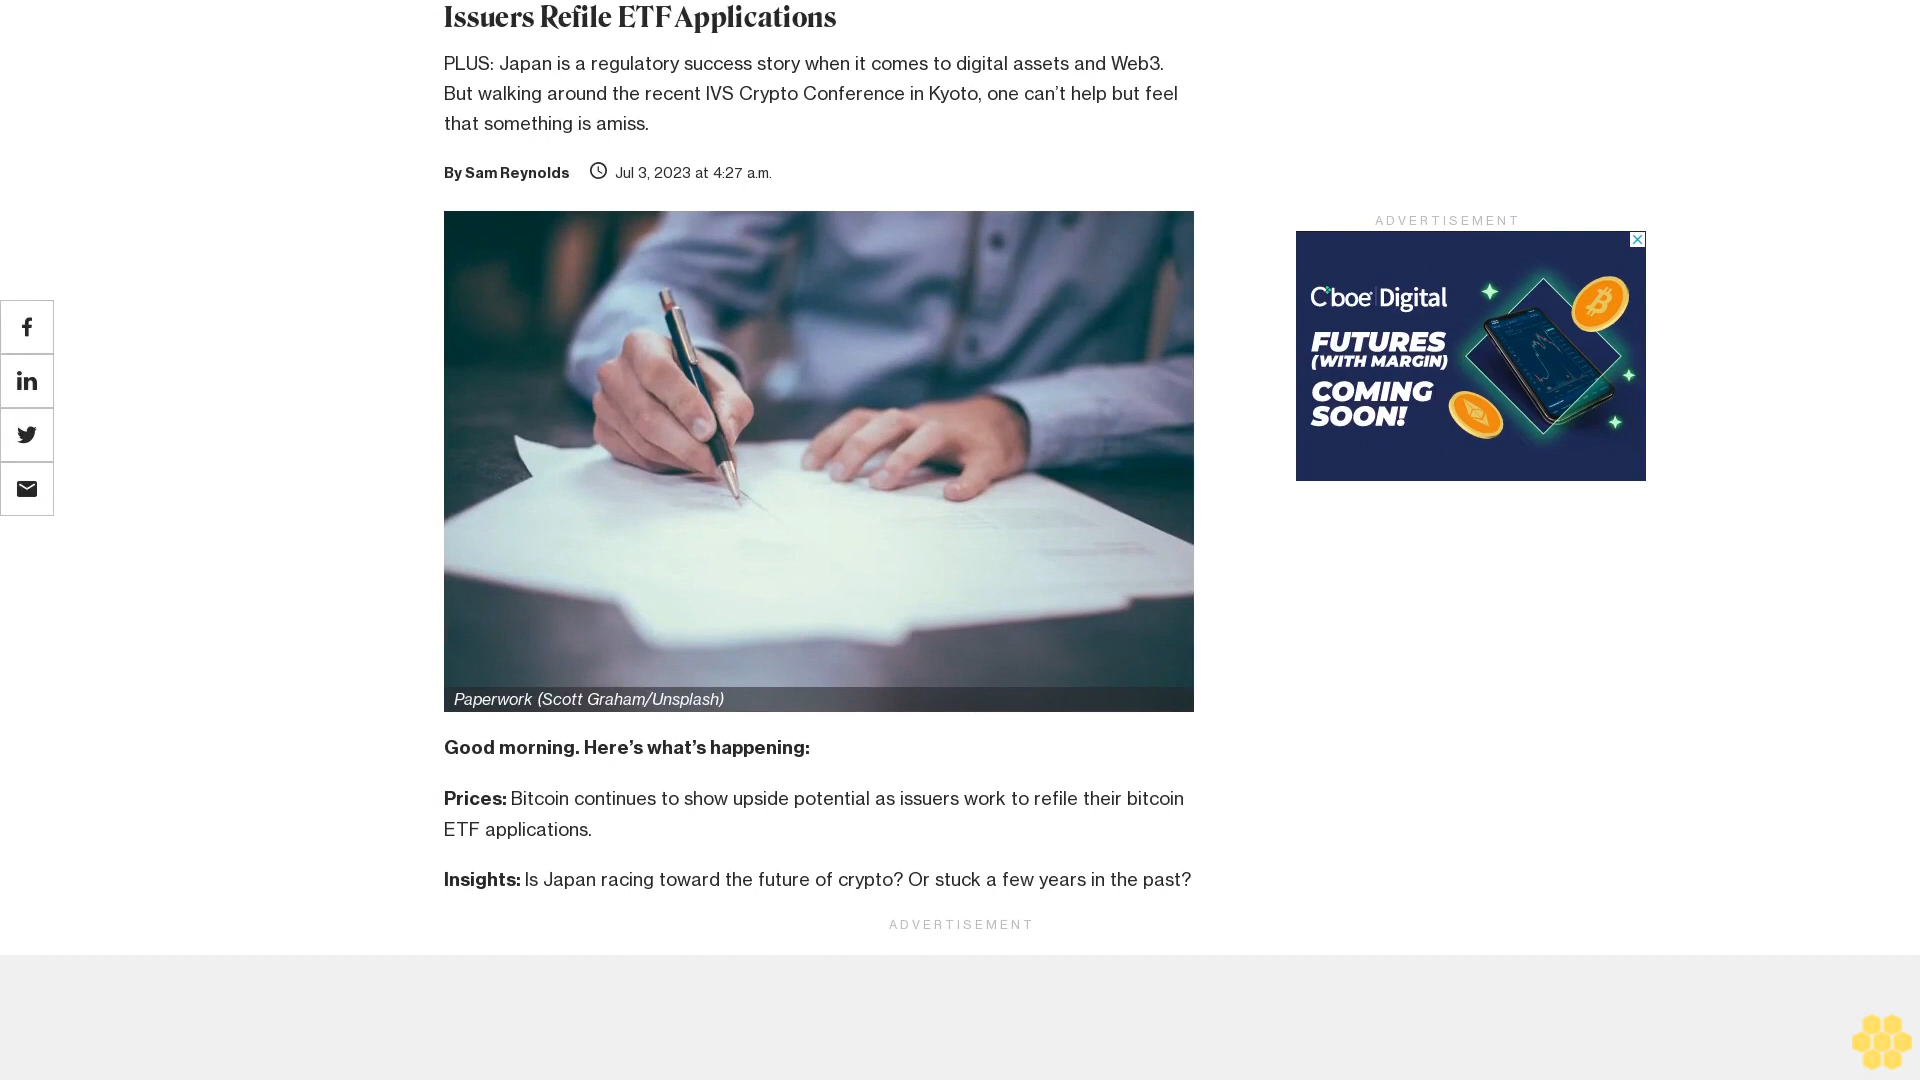 Issuers Refile ETF Applications
PLUS: Japan is a regulatory success story when it comes to digital assets and Web3.
But walking around the recent IVS Crypto Conference in Kyoto, one can’t help but feel
that something is amiss.
By Sam Reynolds Jul 3, 2023 at 4:27 a.m.
ADVERTISEMENT
Cboe Digital
FUTURES
(WITH MARGIN)
COMING
SOON!
Paperwork (Scott Graham/Unsplash)
Good morning. Here’s what’s happening:
Prices: Bitcoin continues to show upside potential as issuers work to refile their bitcoin
ETF applications.
Insights: Is Japan racing toward the future of crypto? Or stuck a few years in the past?
ADVERTISEMENT